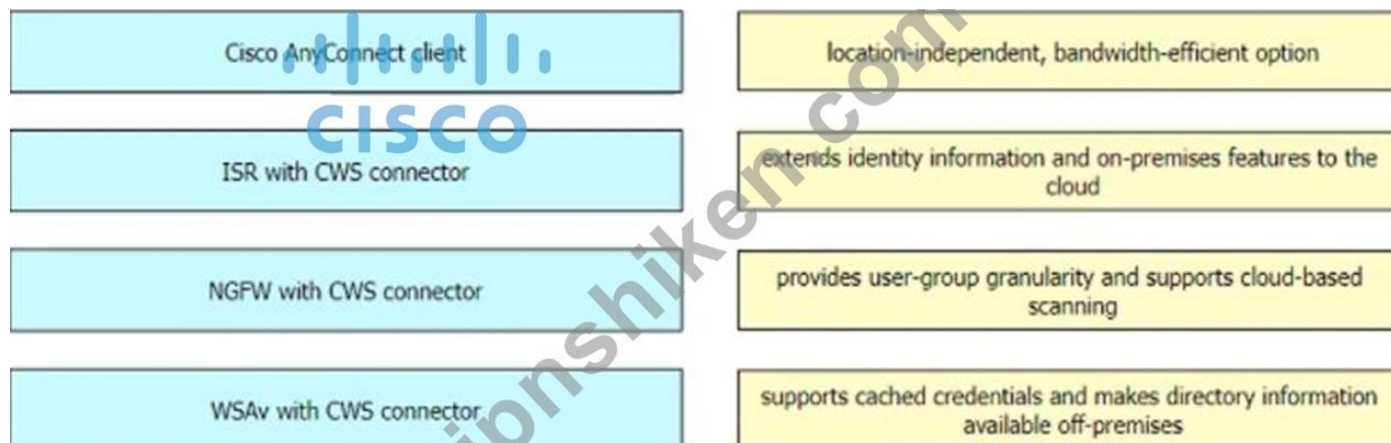 Cisco AnyConnect client
CISCO
ISR with CWS connector
NGFW with CWS connector
WSAv with CWS connector
location-independent, bandwidth-efficient option
extends identity information and on-premises features to the
cloud
provides user-group granularity and supports cloud-based
scanning
supports cached credentials and makes directory information
available off-premises